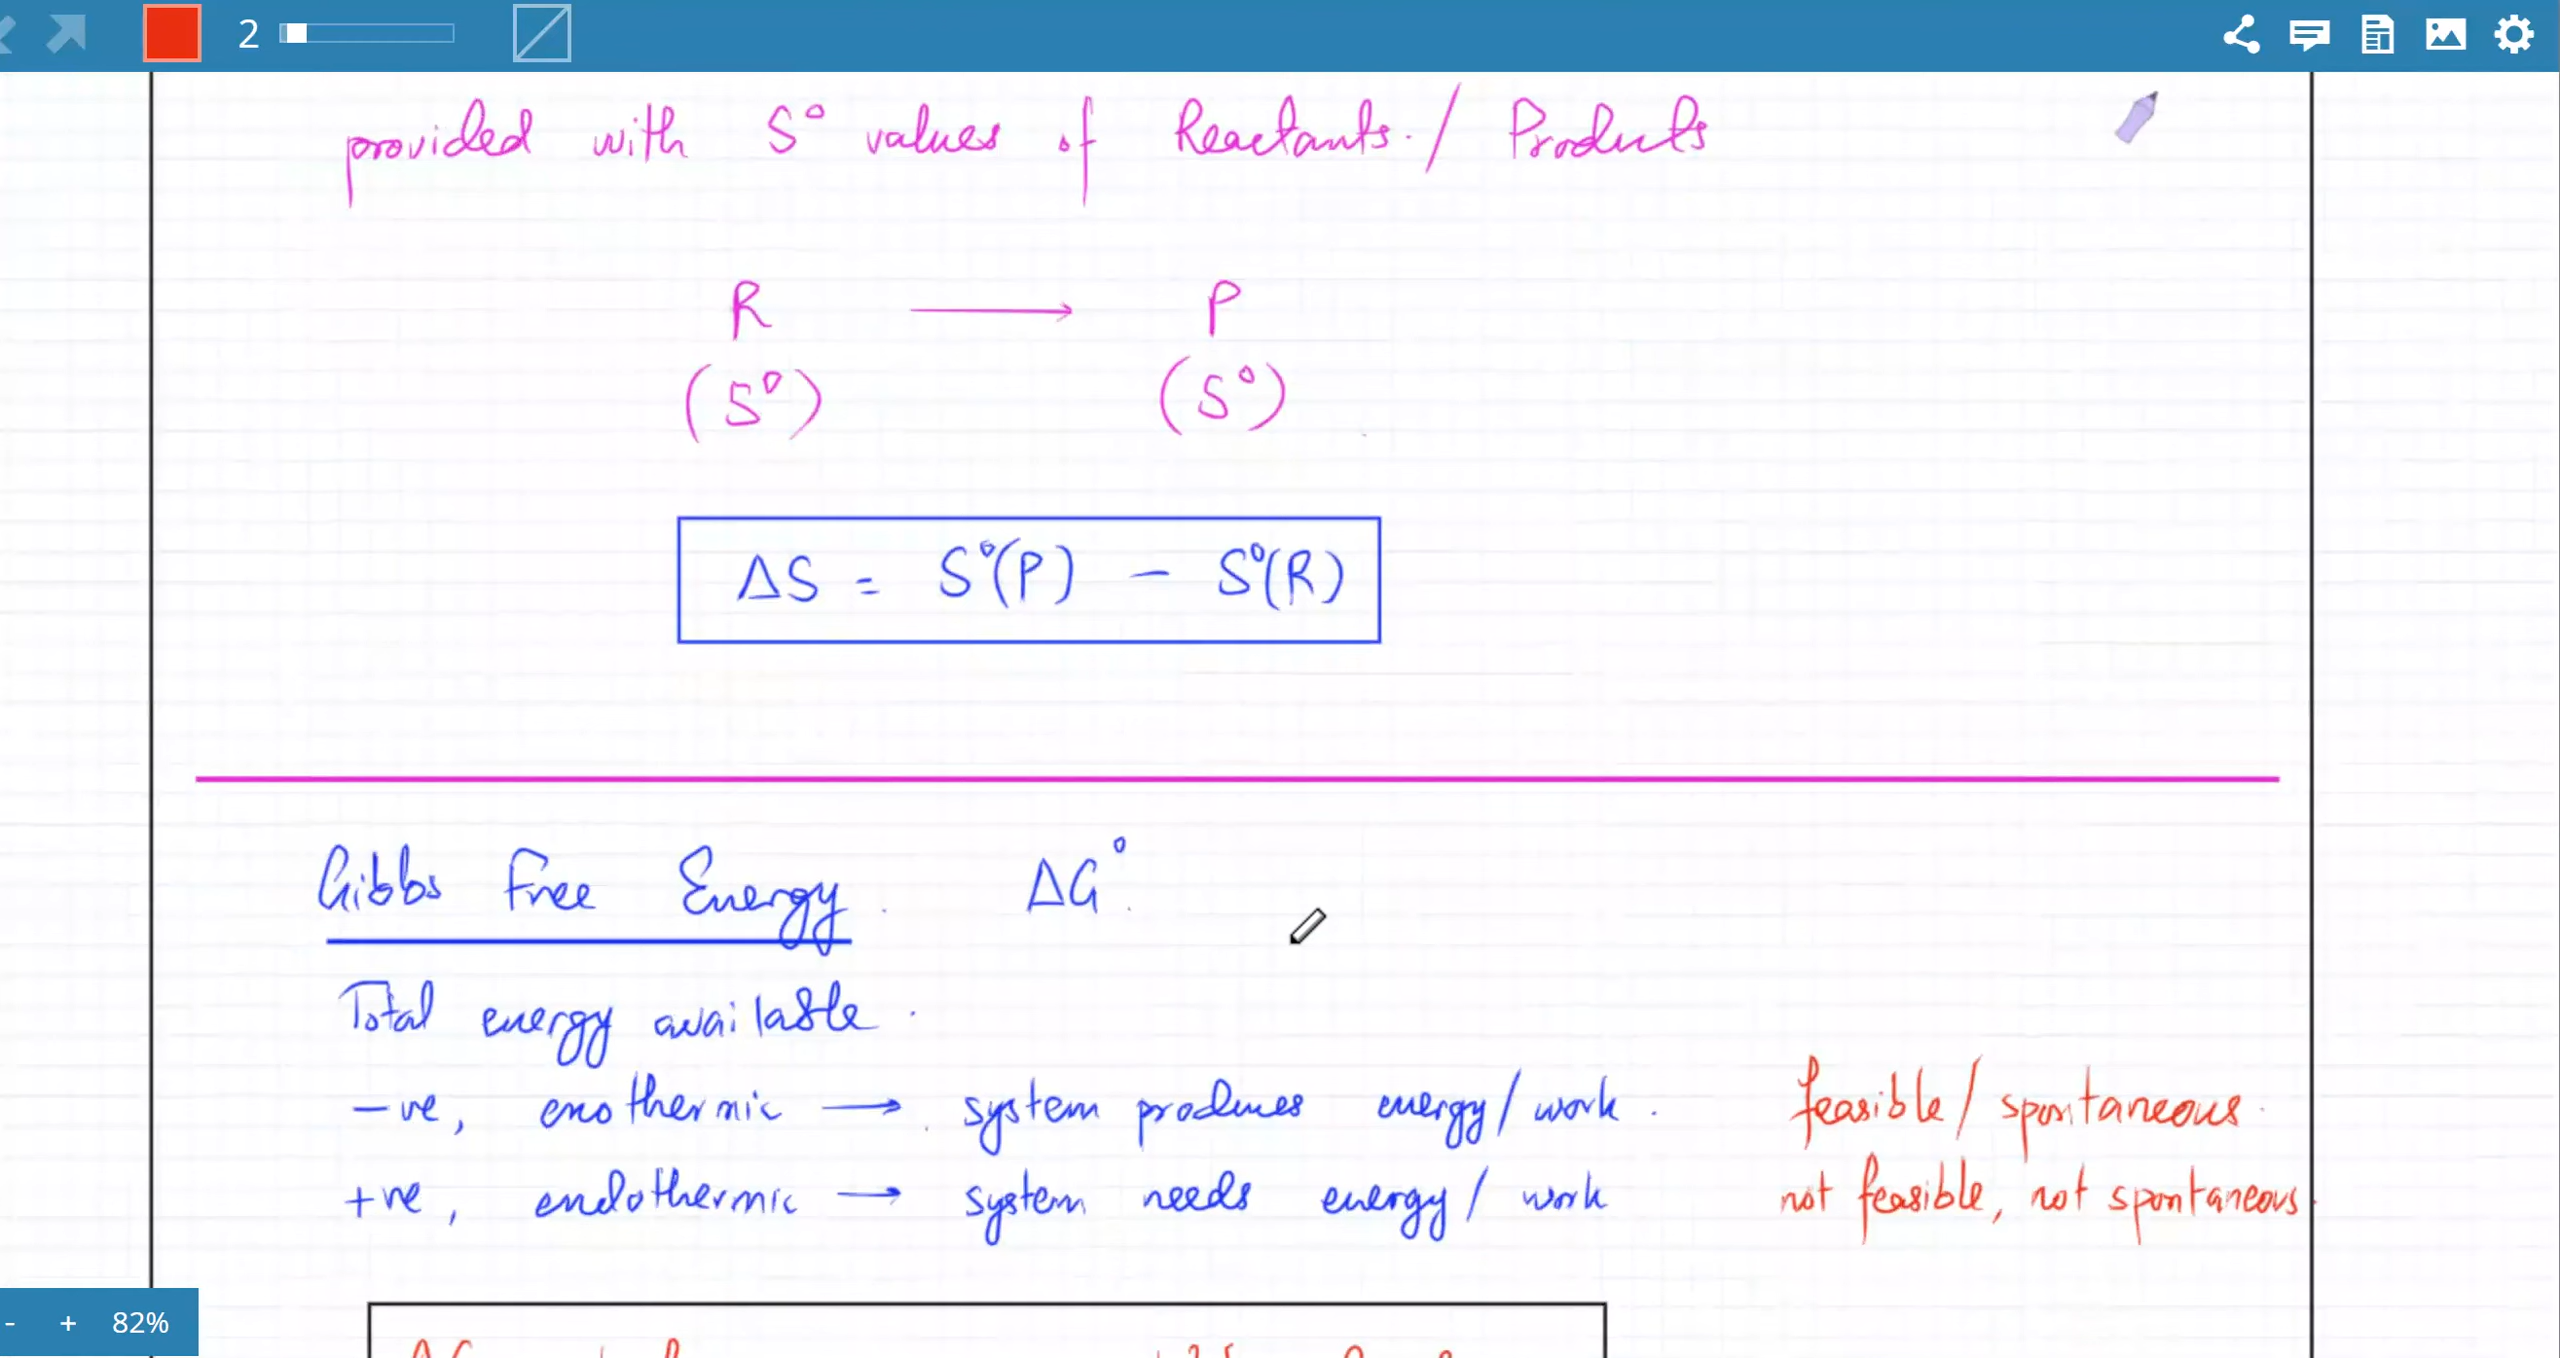 2
provided with S° values of Reactants. / Products
R → P
(S°) (S°)
ΔS = S°(P) - S°(R)
Gibbs Free Energy. ΔG°
Total energy available.
-ve, exothermic → system produces energy/work. feasible/spontaneous.
+ve, endothermic → system needs energy/work not feasible, not spontaneous.
- + 82%